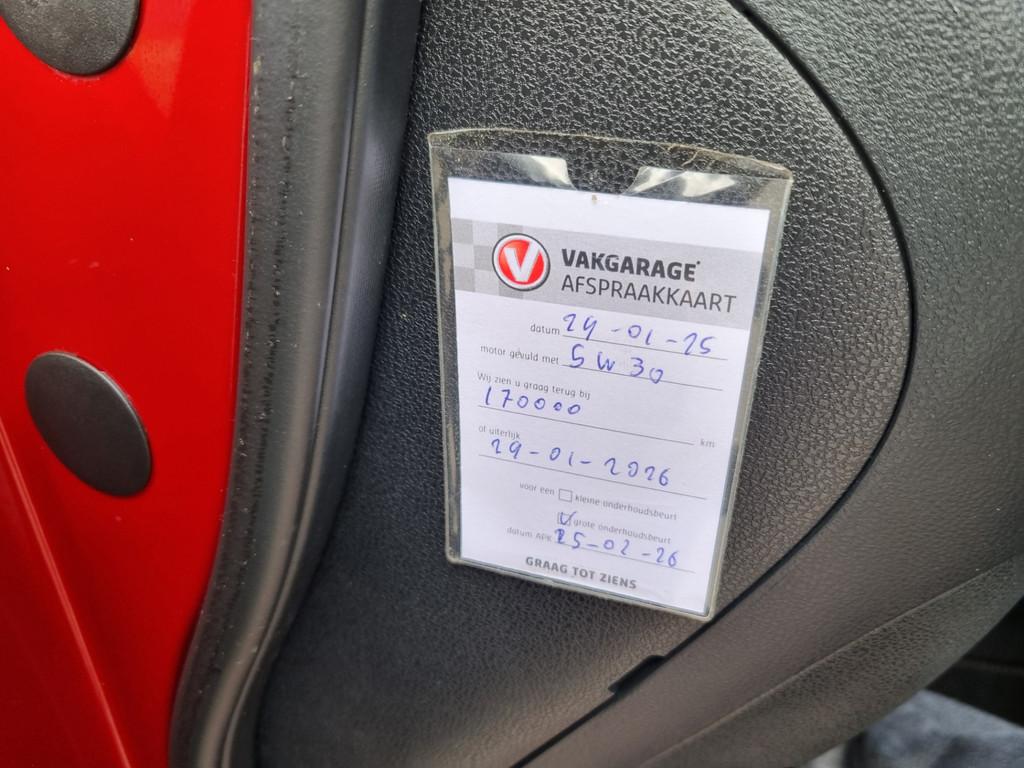 V
VAKGARAGE
AFSPRAAKKAART
datum 29-01-25
motor gevuld met 5W30
Wij zien u graag terug bij
170000 km
of uiterlijk
29-01-2026
voor een kleine onderhoudsbeurt
grote onderhoudsbeurt
datum APK 25-02-26
GRAAG TOT ZIENS